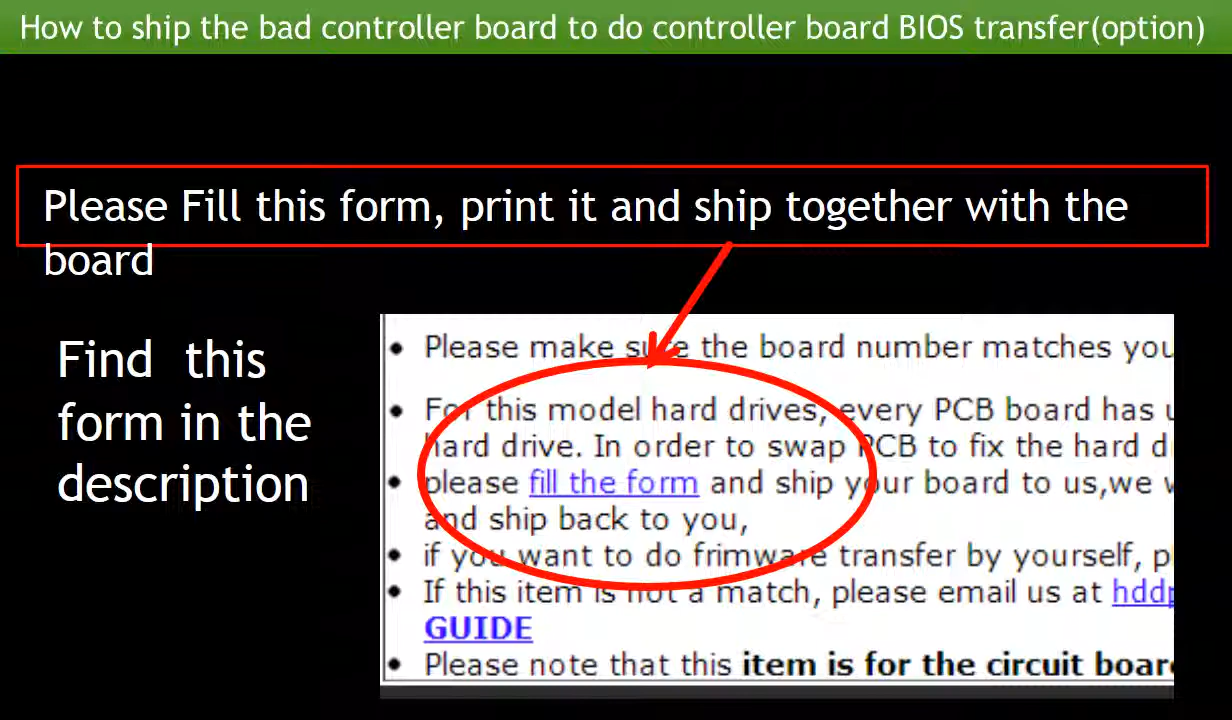 How to ship the bad controller board to do controller board BIOS transfer(option)
Please Fill this form, print it and ship together with the
board
Find this
form in the
description
Please make sure the board number matches you
For this model hard drives, every PCB board has u
hard drive. In order to swap PCB to fix the hard d
please fill the form and ship your board to us,we w
and ship back to you,
if you want to do frimware transfer by yourself, pl
If this item is not a match, please email us at hddp
GUIDE
Please note that this item is for the circuit board